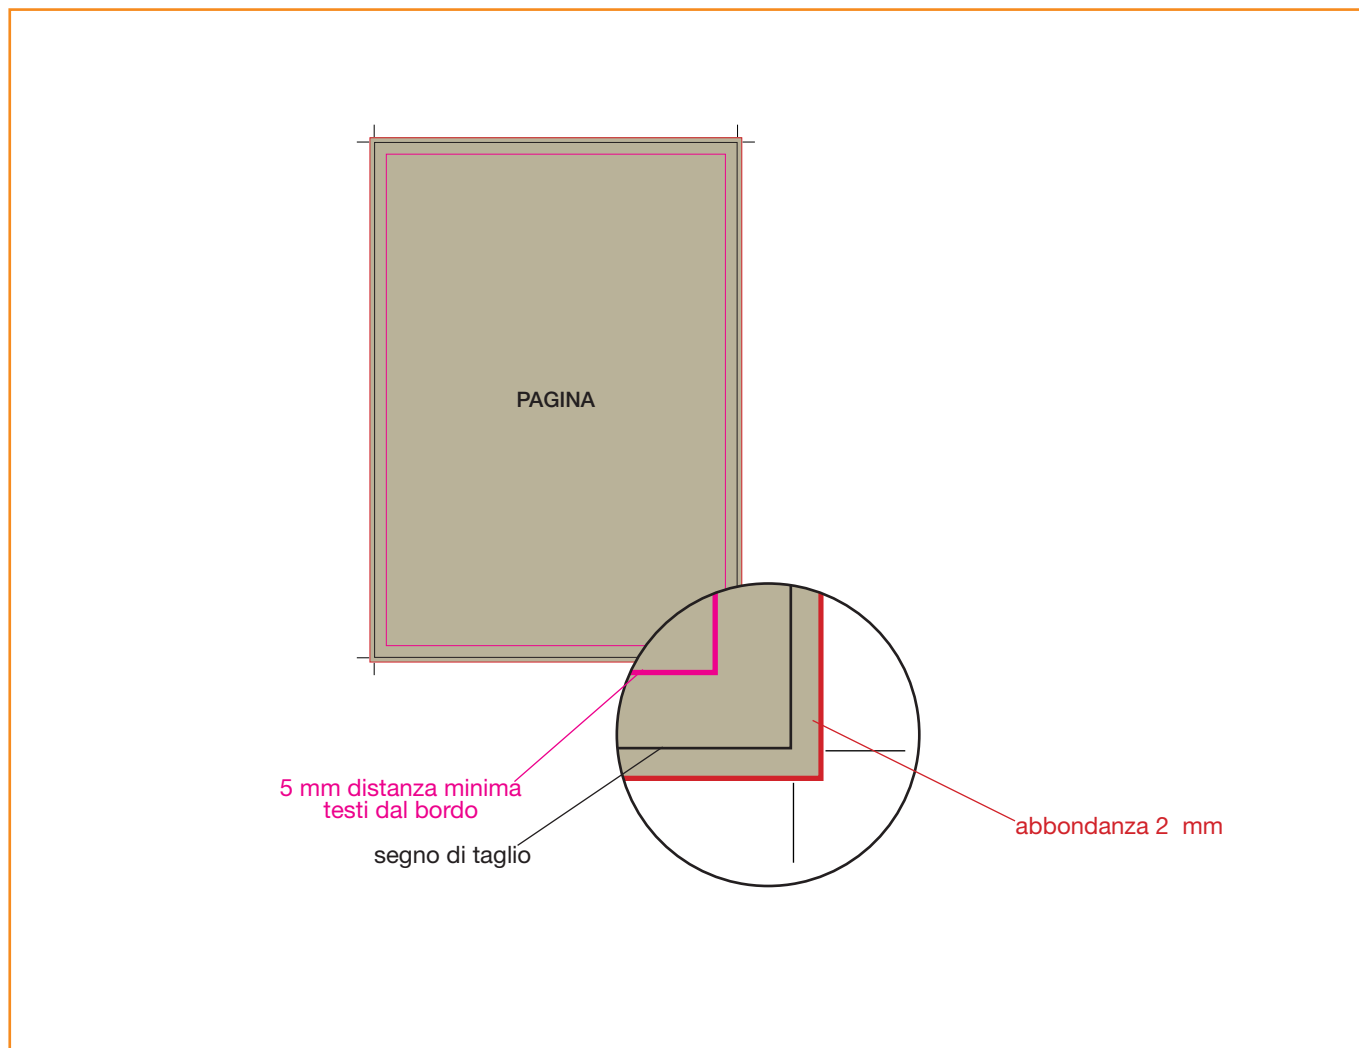 PAGINA
5 mm distanza minima
testi dal bordo
segno di taglio
abbondanza 2  mm